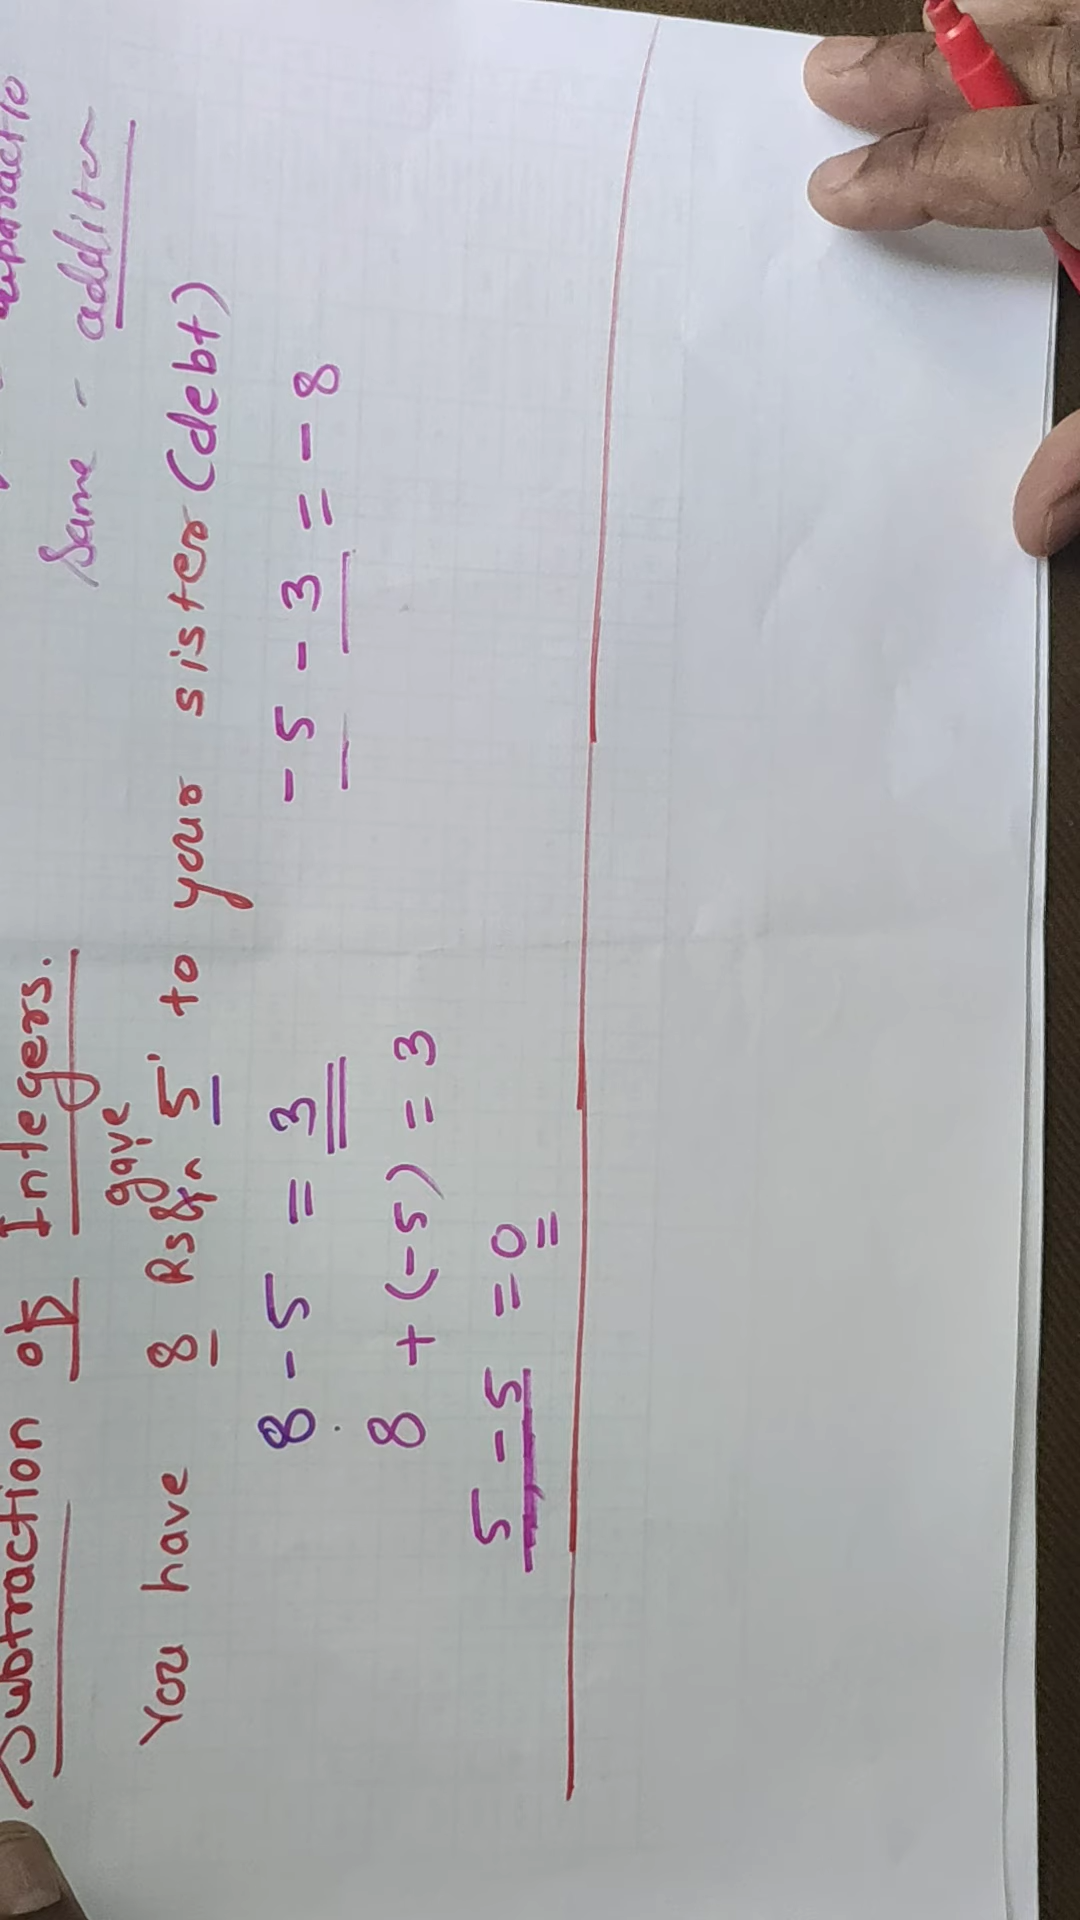 Subtraction of Integers.
Same - additon
gave
You have 8 Rs 5 to your sister (debt)
8 - 5 = 3
- 5 - 3 = - 8
8 + (-5) = 3
5 - 5 = 0